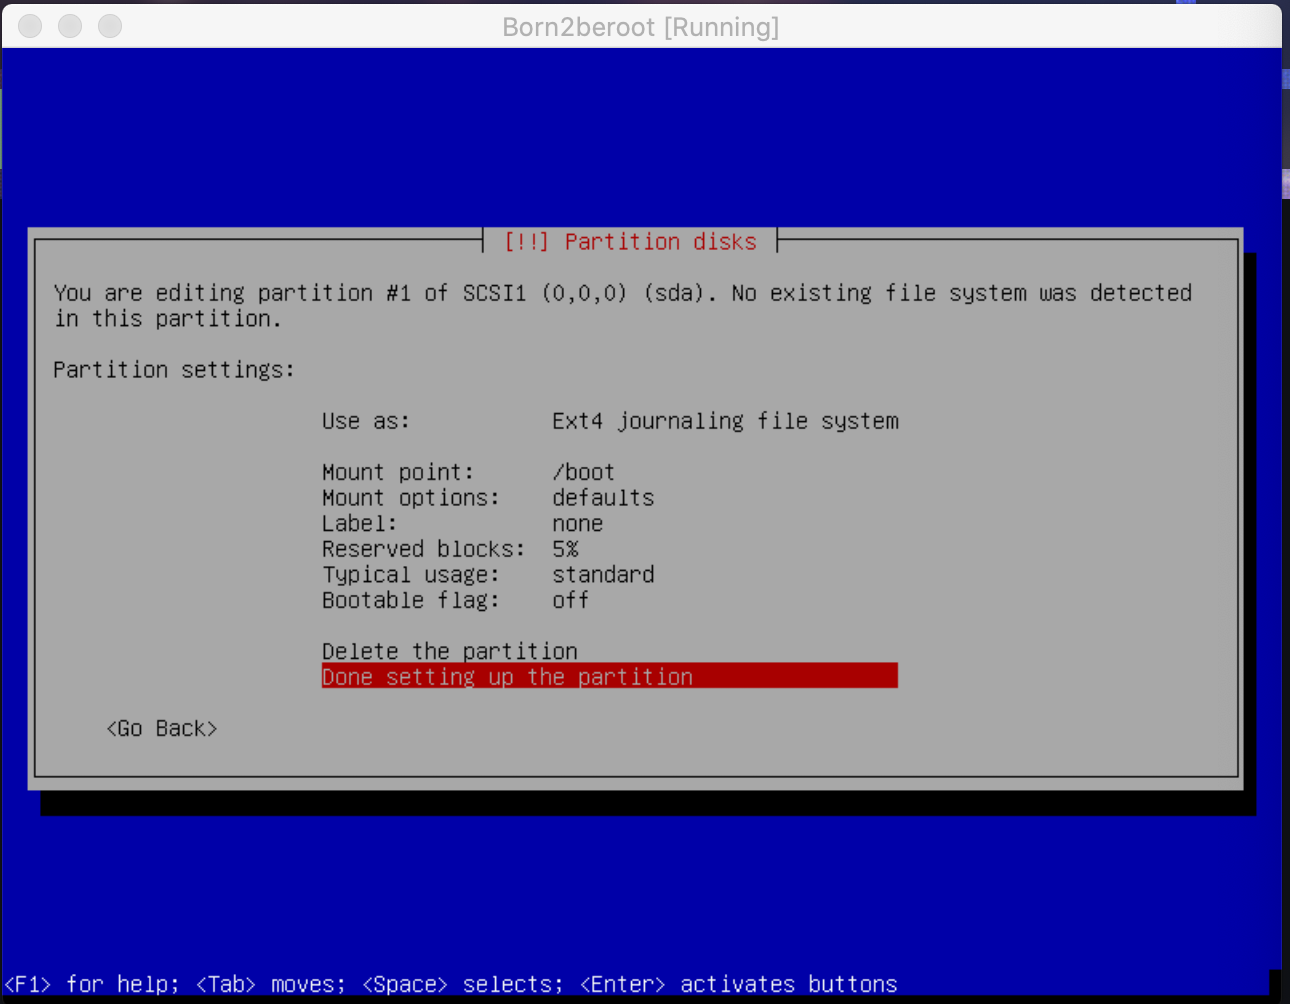 Born2beroot [Running]
[!!] Partition disks
You are editing partition #1 of SCSI1 (0,0,0) (sda). No existing file system was detected
in this partition.
Partition settings:
Use as: Ext4 journaling file system
Mount point: /boot
Mount options: defaults
Label: none
Reserved blocks: 5%
Typical usage: standard
Bootable flag: off
Delete the partition
Done setting up the partition
<Go Back>
<F1> for help; <Tab> moves; <Space> selects; <Enter> activates buttons